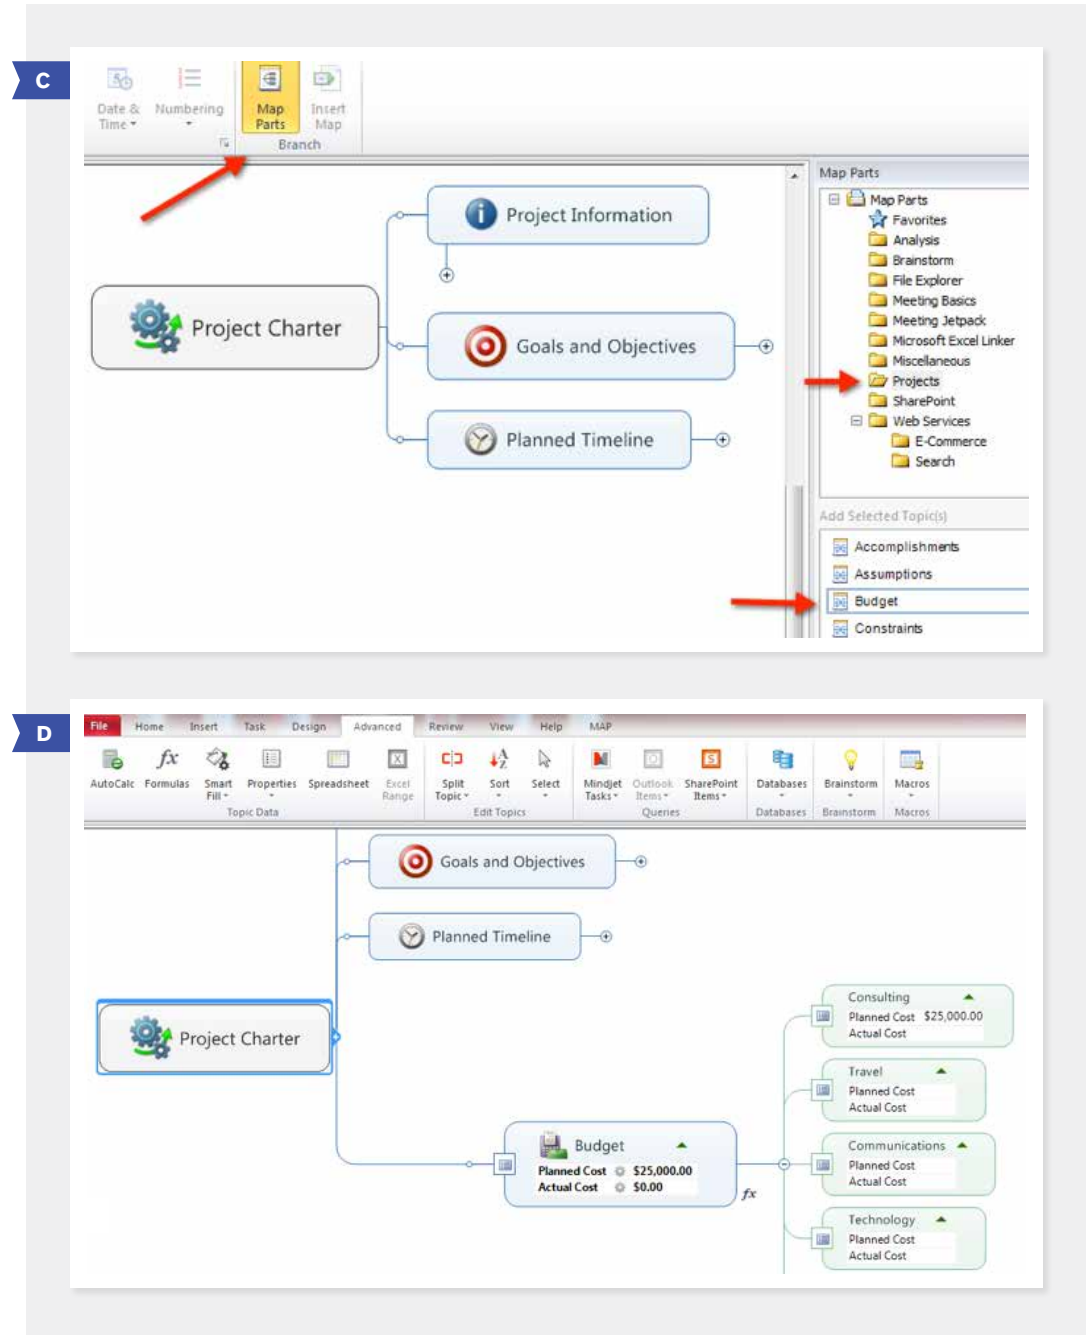 C
Date & Time
Numbering
Map Parts
Insert Map
Branch
Project Information
Project Charter
Goals and Objectives
Planned Timeline
Map Parts
Map Parts
Favorites
Analysis
Brainstorm
File Explorer
Meeting Basics
Meeting Jetpack
Microsoft Excel Linker
Miscellaneous
Projects
SharePoint
Web Services
E-Commerce
Search
Add Selected Topic(s)
Accomplishments
Assumptions
Budget
Constraints
D
File Home Insert Task Design Advanced Review View Help MAP
AutoCalc
fx
Formulas
Smart Fill
Properties
Spreadsheet
X
Excel Range
Split Topic
A
Z
Sort
Select
Mindjet Tasks
Outlook Items
S
SharePoint Items
Databases
Brainstorm
Macros
Topic Data
Edit Topics
Queries
Databases
Brainstorm
Macros
Goals and Objectives
Planned Timeline
Project Charter
Budget
Planned Cost $25,000.00
Actual Cost $0.00
fx
Consulting
Planned Cost $25,000.00
Actual Cost
Travel
Planned Cost
Actual Cost
Communications
Planned Cost
Actual Cost
Technology
Planned Cost
Actual Cost